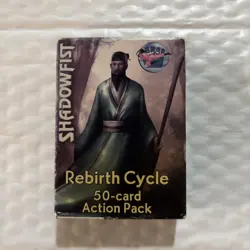 SHADOWFIST
Rebirth Cycle
50-card
Action Pack